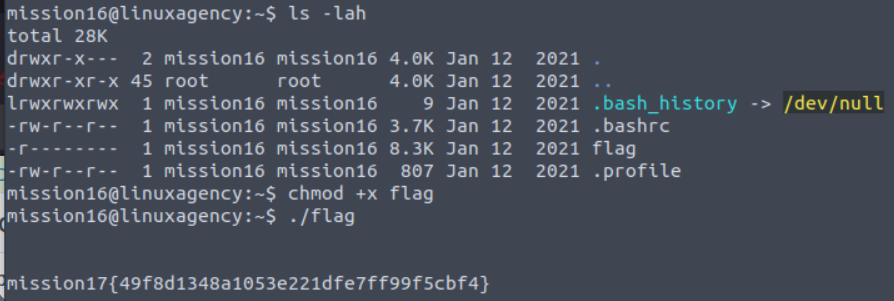 mission16@linuxagency:~$ ls -lah
total 28K
drwxr-x---  2 mission16 mission16 4.0K Jan 12  2021 .
drwxr-xr-x 45 root      root      4.0K Jan 12  2021 ..
lrwxrwxrwx  1 mission16 mission16    9 Jan 12  2021 .bash_history -> /dev/null
-rw-r--r--  1 mission16 mission16 3.7K Jan 12  2021 .bashrc
-r--------  1 mission16 mission16 8.3K Jan 12  2021 flag
-rw-r--r--  1 mission16 mission16  807 Jan 12  2021 .profile
mission16@linuxagency:~$ chmod +x flag
mission16@linuxagency:~$ ./flag
mission17{49f8d1348a1053e221dfe7ff99f5cbf4}